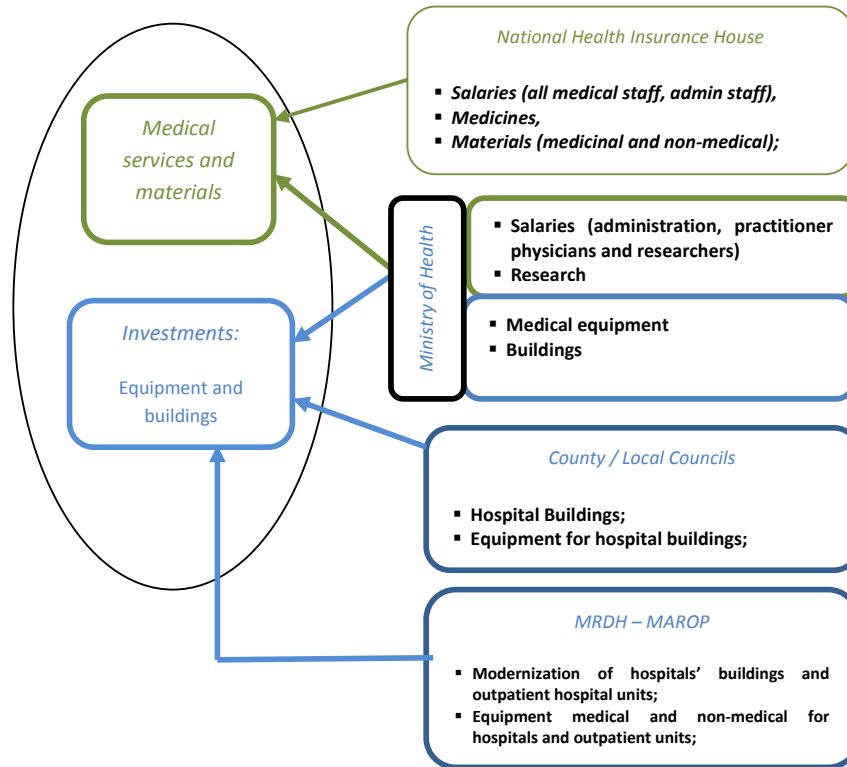 National Health Insurance House
▪ Salaries (all medical staff, admin staff),
▪ Medicines,
▪ Materials (medicinal and non-medical);
Medical
services and
materials
Ministry of Health
▪ Salaries (administration, practitioner
physicians and researchers)
▪ Research
▪ Medical equipment
▪ Buildings
Investments:
Equipment and
buildings
County / Local Councils
▪ Hospital Buildings;
▪ Equipment for hospital buildings;
MRDH – MAROP
▪ Modernization of hospitals’ buildings and
outpatient hospital units;
▪ Equipment medical and non-medical for
hospitals and outpatient units;